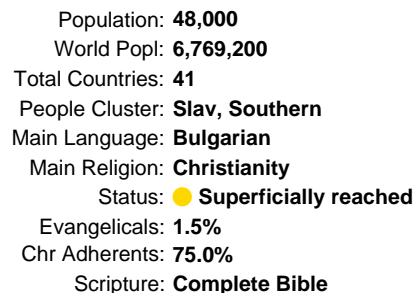 Population: 48,000
World Popl: 6,769,200
Total Countries: 41
People Cluster: Slav, Southern
Main Language: Bulgarian
Main Religion: Christianity
Status: Superficially reached
Evangelicals: 1.5%
Chr Adherents: 75.0%
Scripture: Complete Bible